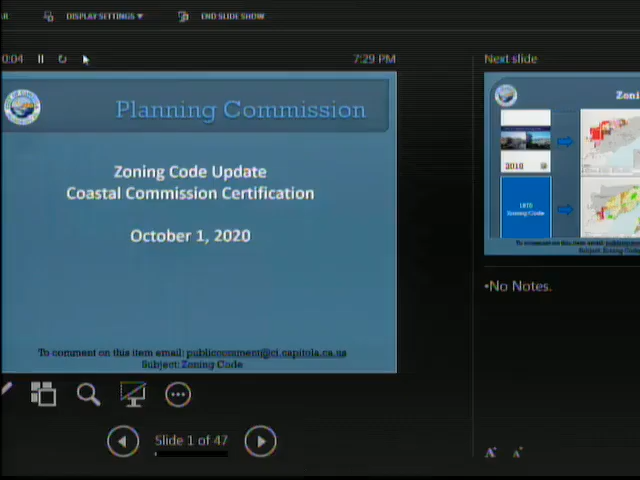 DISPLAY SETTINGS ▼
END SLIDE SHOW
0:04
7:29 PM
Next slide
Planning Commission
Zoning Code Update
Coastal Commission Certification
October 1, 2020
To comment on this item email: publiccomment@ci.capitola.ca.us
Subject: Zoning Code
Zoni
2018
Zoning Code
•No Notes.
Slide 1 of 47
A
A